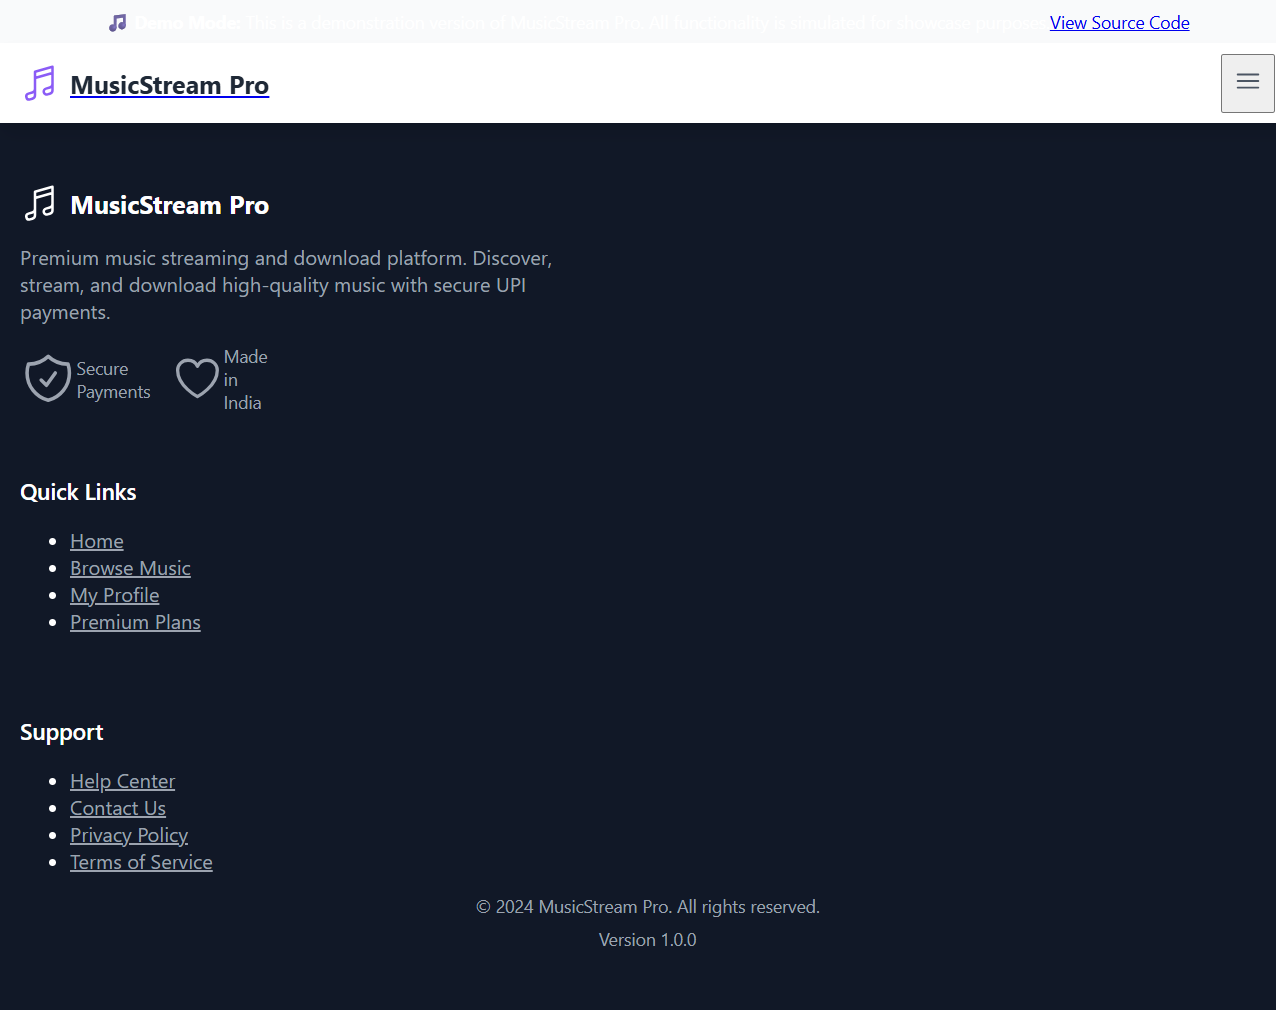 Demo Mode: This is a demonstration version of MusicStream Pro. All functionality is simulated for showcase purposes. View Source Code
MusicStream Pro
MusicStream Pro
Premium music streaming and download platform. Discover,
stream, and download high-quality music with secure UPI
payments.
Secure
Payments
Made
in
India
Quick Links
Home
Browse Music
My Profile
Premium Plans
Support
Help Center
Contact Us
Privacy Policy
Terms of Service
© 2024 MusicStream Pro. All rights reserved.
Version 1.0.0